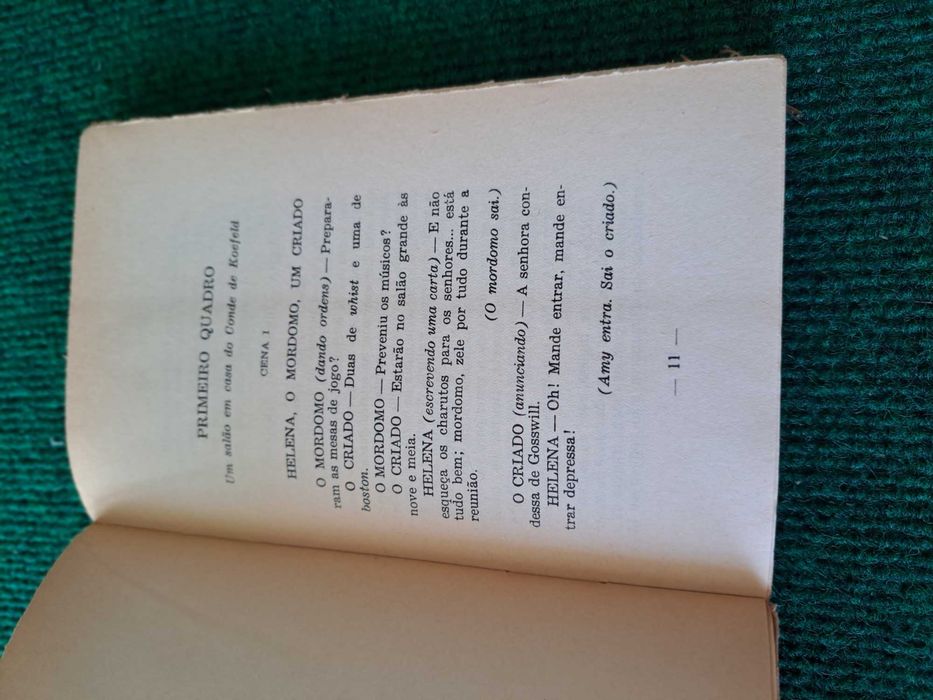 PRIMEIRO QUADRO
Um salão em casa do Conde de Koefeld
CENA 1
HELENA, O MORDOMO, UM CRIADO
O MORDOMO (dando ordens) — Prepara-
ram as mesas de jogo?
O CRIADO — Duas de whist e uma de
boston.
O MORDOMO — Preveniu os músicos?
O CRIADO — Estarão no salão grande às
nove e meia.
HELENA (escrevendo uma carta) — E não
esqueça os charutos para os senhores... está
tudo bem; mordomo, zele por tudo durante a
reunião.
(O mordomo sai.)
O CRIADO (anunciando) — A senhora con-
dessa de Gosswill.
HELENA — Oh! Mande entrar, mande en-
trar depressa!
(Amy entra. Sai o criado.)
— 11 —